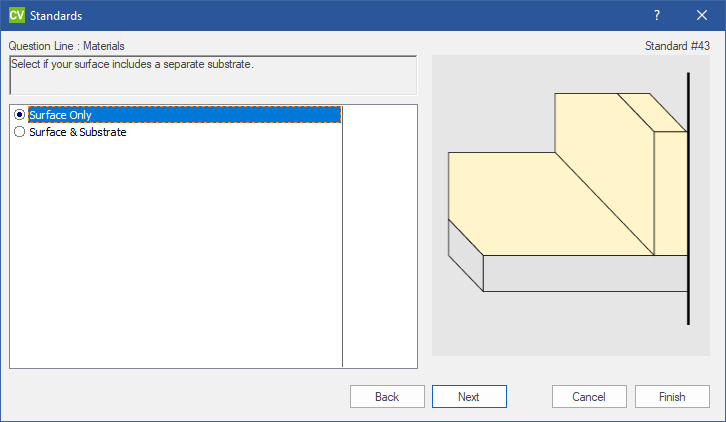 CV Standards
Question Line : Materials
Standard #43
Select if your surface includes a separate substrate.
Surface Only
Surface & Substrate
Back
Next
Cancel
Finish